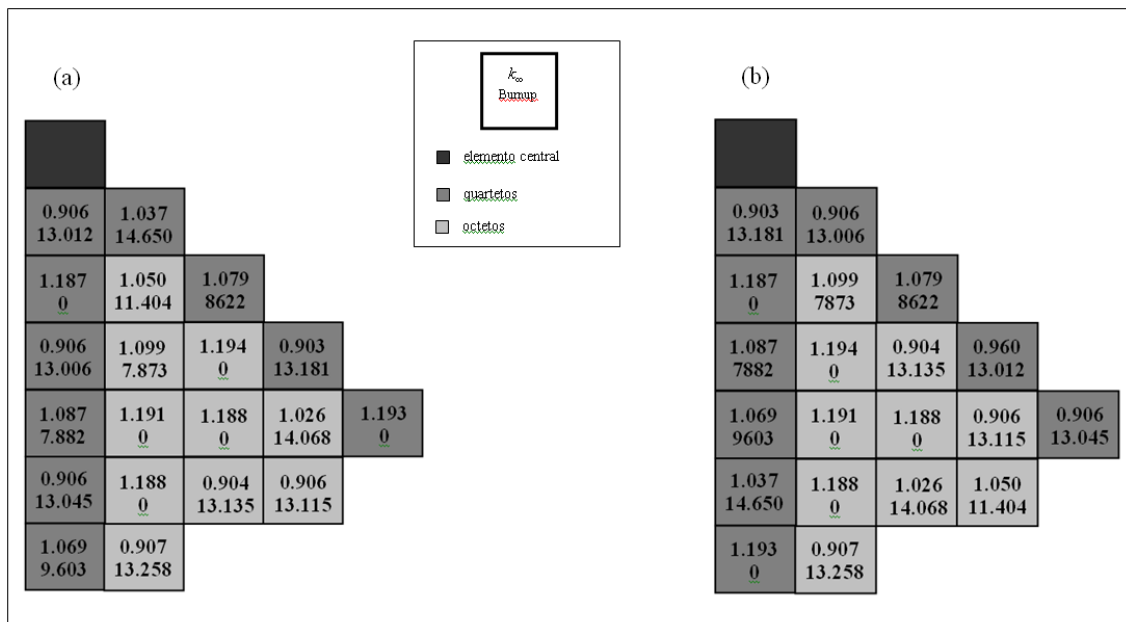 (a)
k∞
Burnup
elemento central
quartetos
octetos
(b)
0.906 1.037
13.012 14.650
1.187 1.050 1.079
0 11.404 8622
0.906 1.099 1.194 0.903
13.006 7.873 0 13.181
1.087 1.191 1.188 1.026 1.193
7.882 0 0 14.068 0
0.906 1.188 0.904 0.906
13.045 0 13.135 13.115
1.069 0.907
9.603 13.258
0.903 0.906
13.181 13.006
1.187 1.099 1.079
0 7873 8622
1.087 1.194 0.904 0.960
7882 0 13.135 13.012
1.069 1.191 1.188 0.906 0.906
9603 0 0 13.115 13.045
1.037 1.188 1.026 1.050
14.650 0 14.068 11.404
1.193 0.907
0 13.258